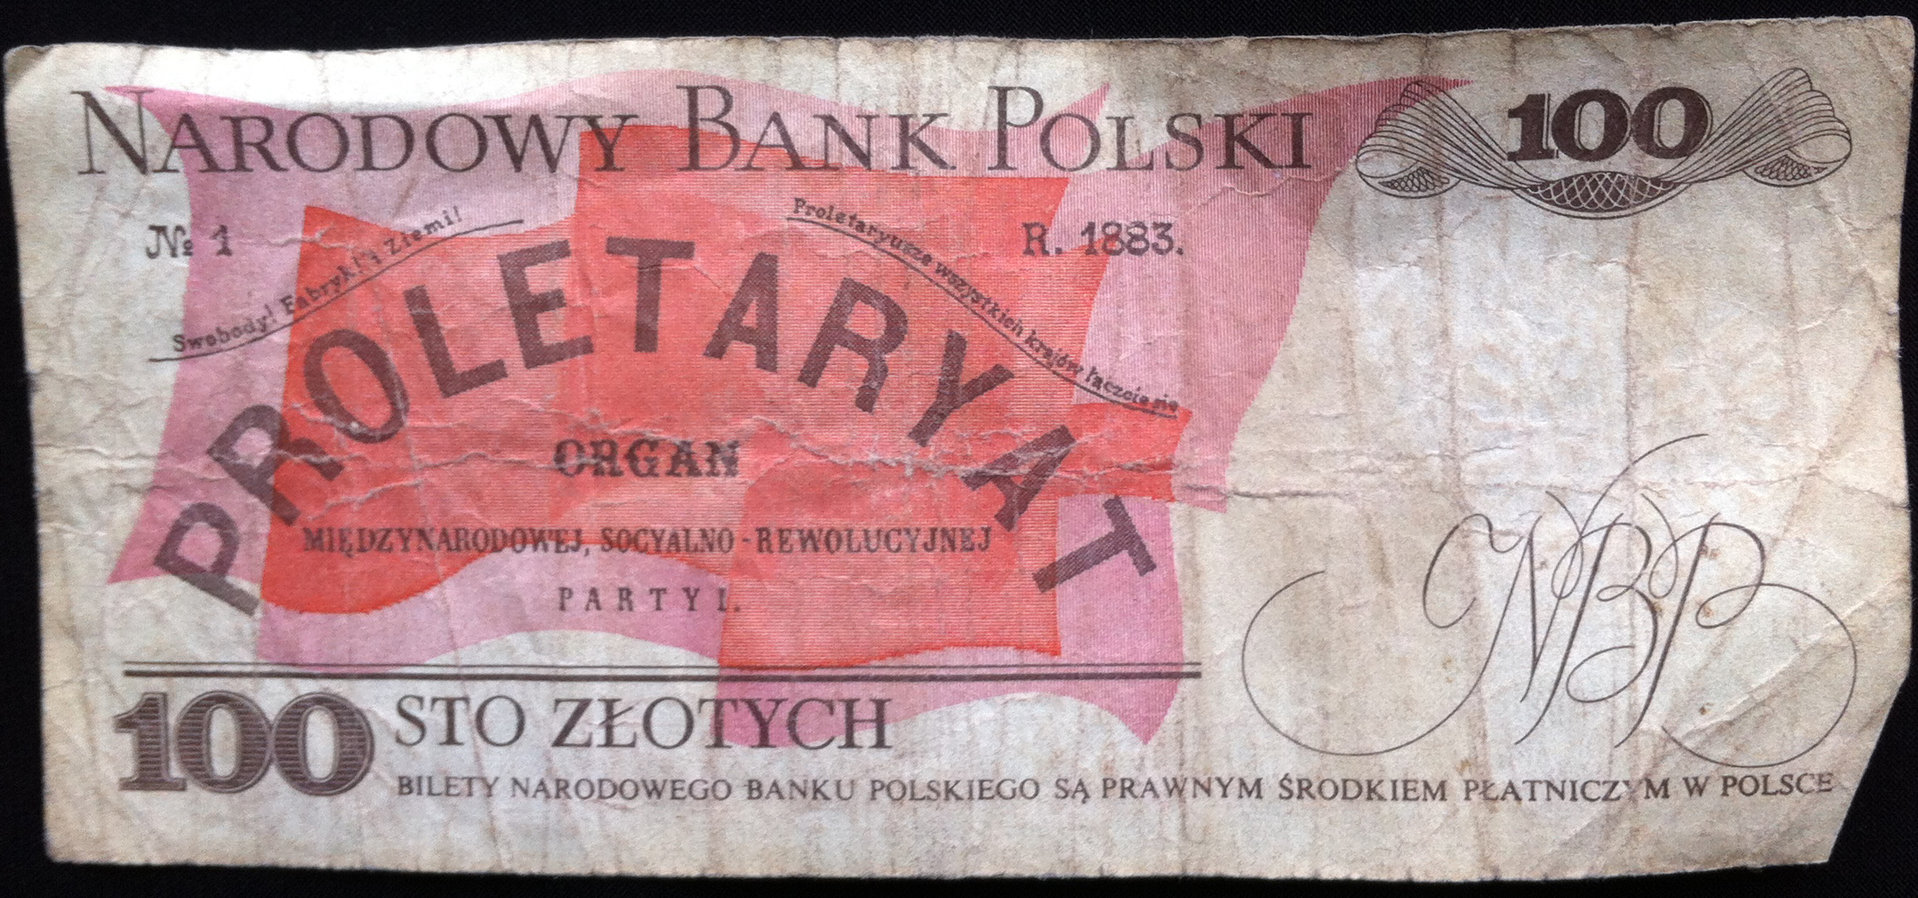 NARODOWY BANK POLSKI
100
№ 1
Swobody! Fabryk! i Ziemi!
Proletaryusze wszystkich krajów łączcie się
R. 1883.
PROLETARYAT
ORGAN
MIĘDZYNARODOWEJ, SOCYALNO-REWOLUCYJNEJ
PARTYI.
NBP
100 STO ZŁOTYCH
BILETY NARODOWEGO BANKU POLSKIEGO SĄ PRAWNYM ŚRODKIEM PŁATNICZYM W POLSCE